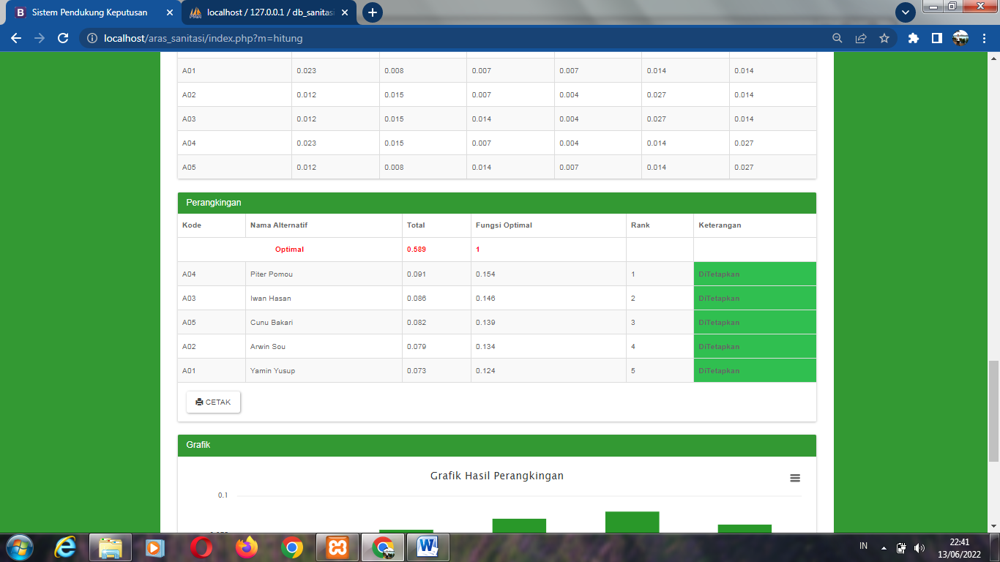 Sistem Pendukung Keputusan
localhost / 127.0.0.1 / db_sanitasi
localhost/aras_sanitasi/index.php?m=hitung
A01 0.023 0.008 0.007 0.007 0.014 0.014
A02 0.012 0.015 0.007 0.004 0.027 0.014
A03 0.012 0.015 0.014 0.004 0.027 0.014
A04 0.023 0.015 0.007 0.004 0.014 0.027
A05 0.012 0.008 0.014 0.007 0.014 0.027
Perangkingan
Kode Nama Alternatif Total Fungsi Optimal Rank Keterangan
Optimal 0.589 1
A04 Piter Pomou 0.091 0.154 1 DiTetapkan
A03 Iwan Hasan 0.086 0.146 2 DiTetapkan
A05 Cunu Bakari 0.082 0.139 3 DiTetapkan
A02 Arwin Sou 0.079 0.134 4 DiTetapkan
A01 Yamin Yusup 0.073 0.124 5 DiTetapkan
CETAK
Grafik
Grafik Hasil Perangkingan
0.1
IN
22:41
13/06/2022